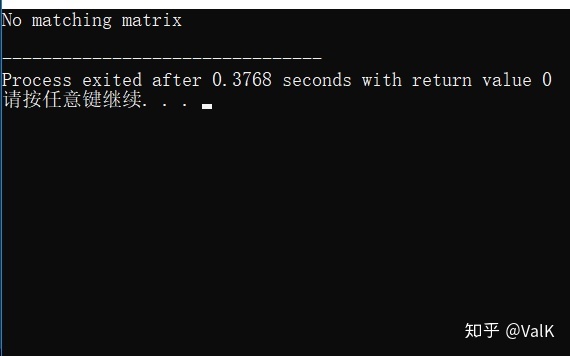 No matching matrix
--------------------------------
Process exited after 0.3768 seconds with return value 0
请按任意键继续. . .
知乎 @ValK